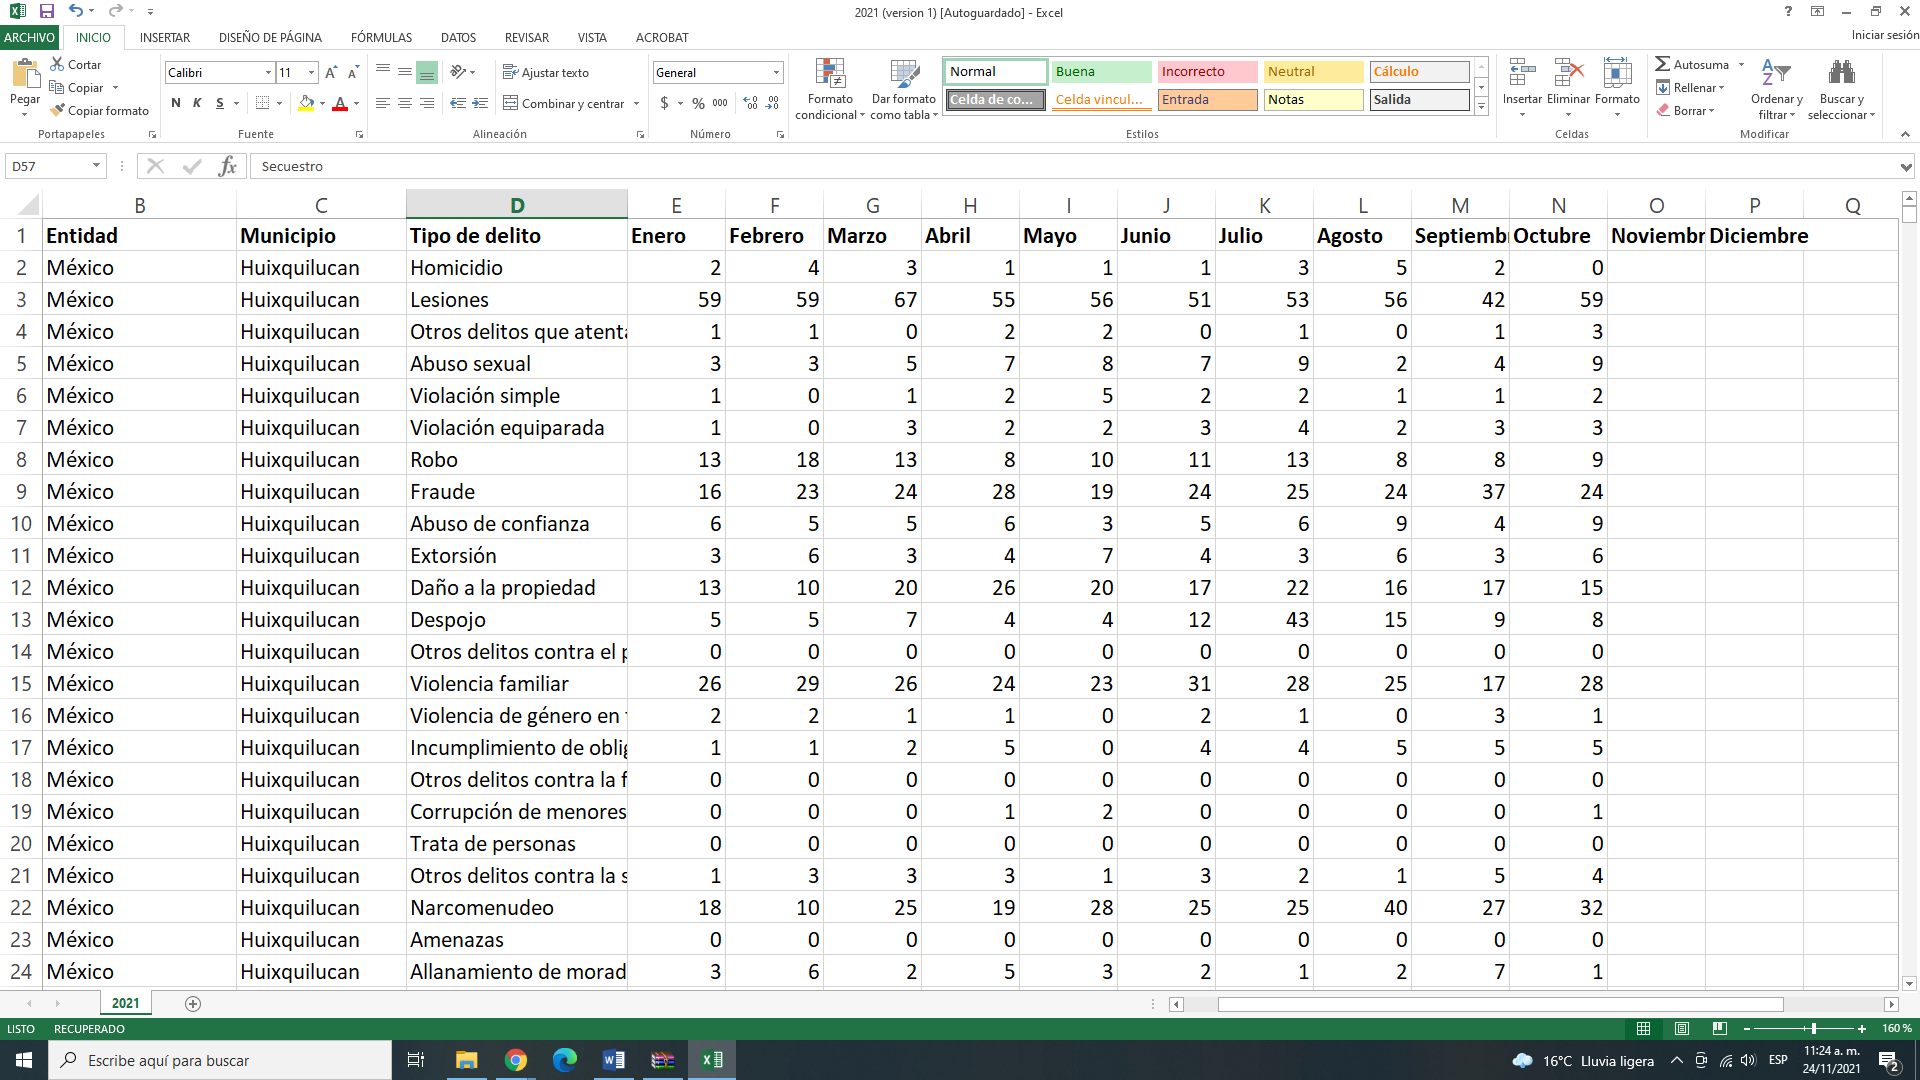 2021 (version 1) [Autoguardado] - Excel
ARCHIVO INICIO INSERTAR DISEÑO DE PÁGINA FÓRMULAS DATOS REVISAR VISTA ACROBAT Iniciar sesión
Pegar Cortar Copiar Copiar formato Portapapeles
Calibri 11 N K S Fuente
Ajustar texto Combinar y centrar Alineación
General $ % 000 Número
Formato condicional Dar formato como tabla
Normal Buena Incorrecto Neutral Cálculo
Celda de co... Celda vincul... Entrada Notas Salida
Estilos
Insertar Eliminar Formato Celdas
Autosuma Rellenar Borrar Ordenar y filtrar Buscar y seleccionar Modificar
D57 fx Secuestro
B C D E F G H I J K L M N O P Q
1 Entidad Municipio Tipo de delito Enero Febrero Marzo Abril Mayo Junio Julio Agosto Septiembr Octubre Noviembr Diciembre
2 México Huixquilucan Homicidio 2 4 3 1 1 1 3 5 2 0
3 México Huixquilucan Lesiones 59 59 67 55 56 51 53 56 42 59
4 México Huixquilucan Otros delitos que atenta 1 1 0 2 2 0 1 0 1 3
5 México Huixquilucan Abuso sexual 3 3 5 7 8 7 9 2 4 9
6 México Huixquilucan Violación simple 1 0 1 2 5 2 2 1 1 2
7 México Huixquilucan Violación equiparada 1 0 3 2 2 3 4 2 3 3
8 México Huixquilucan Robo 13 18 13 8 10 11 13 8 8 9
9 México Huixquilucan Fraude 16 23 24 28 19 24 25 24 37 24
10 México Huixquilucan Abuso de confianza 6 5 5 6 3 5 6 9 4 9
11 México Huixquilucan Extorsión 3 6 3 4 7 4 3 6 3 6
12 México Huixquilucan Daño a la propiedad 13 10 20 26 20 17 22 16 17 15
13 México Huixquilucan Despojo 5 5 7 4 4 12 43 15 9 8
14 México Huixquilucan Otros delitos contra el p 0 0 0 0 0 0 0 0 0 0
15 México Huixquilucan Violencia familiar 26 29 26 24 23 31 28 25 17 28
16 México Huixquilucan Violencia de género en 2 2 1 1 0 2 1 0 3 1
17 México Huixquilucan Incumplimiento de oblig 1 1 2 5 0 4 4 5 5 5
18 México Huixquilucan Otros delitos contra la f 0 0 0 0 0 0 0 0 0 0
19 México Huixquilucan Corrupción de menores 0 0 0 1 2 0 0 0 0 1
20 México Huixquilucan Trata de personas 0 0 0 0 0 0 0 0 0 0
21 México Huixquilucan Otros delitos contra la s 1 3 3 3 1 3 2 1 5 4
22 México Huixquilucan Narcomenudeo 18 10 25 19 28 25 25 40 27 32
23 México Huixquilucan Amenazas 0 0 0 0 0 0 0 0 0 0
24 México Huixquilucan Allanamiento de morad 3 6 2 5 3 2 1 2 7 1
2021
LISTO RECUPERADO 160 %
Escribe aquí para buscar 16°C Lluvia ligera ESP 11:24 a. m. 24/11/2021 2